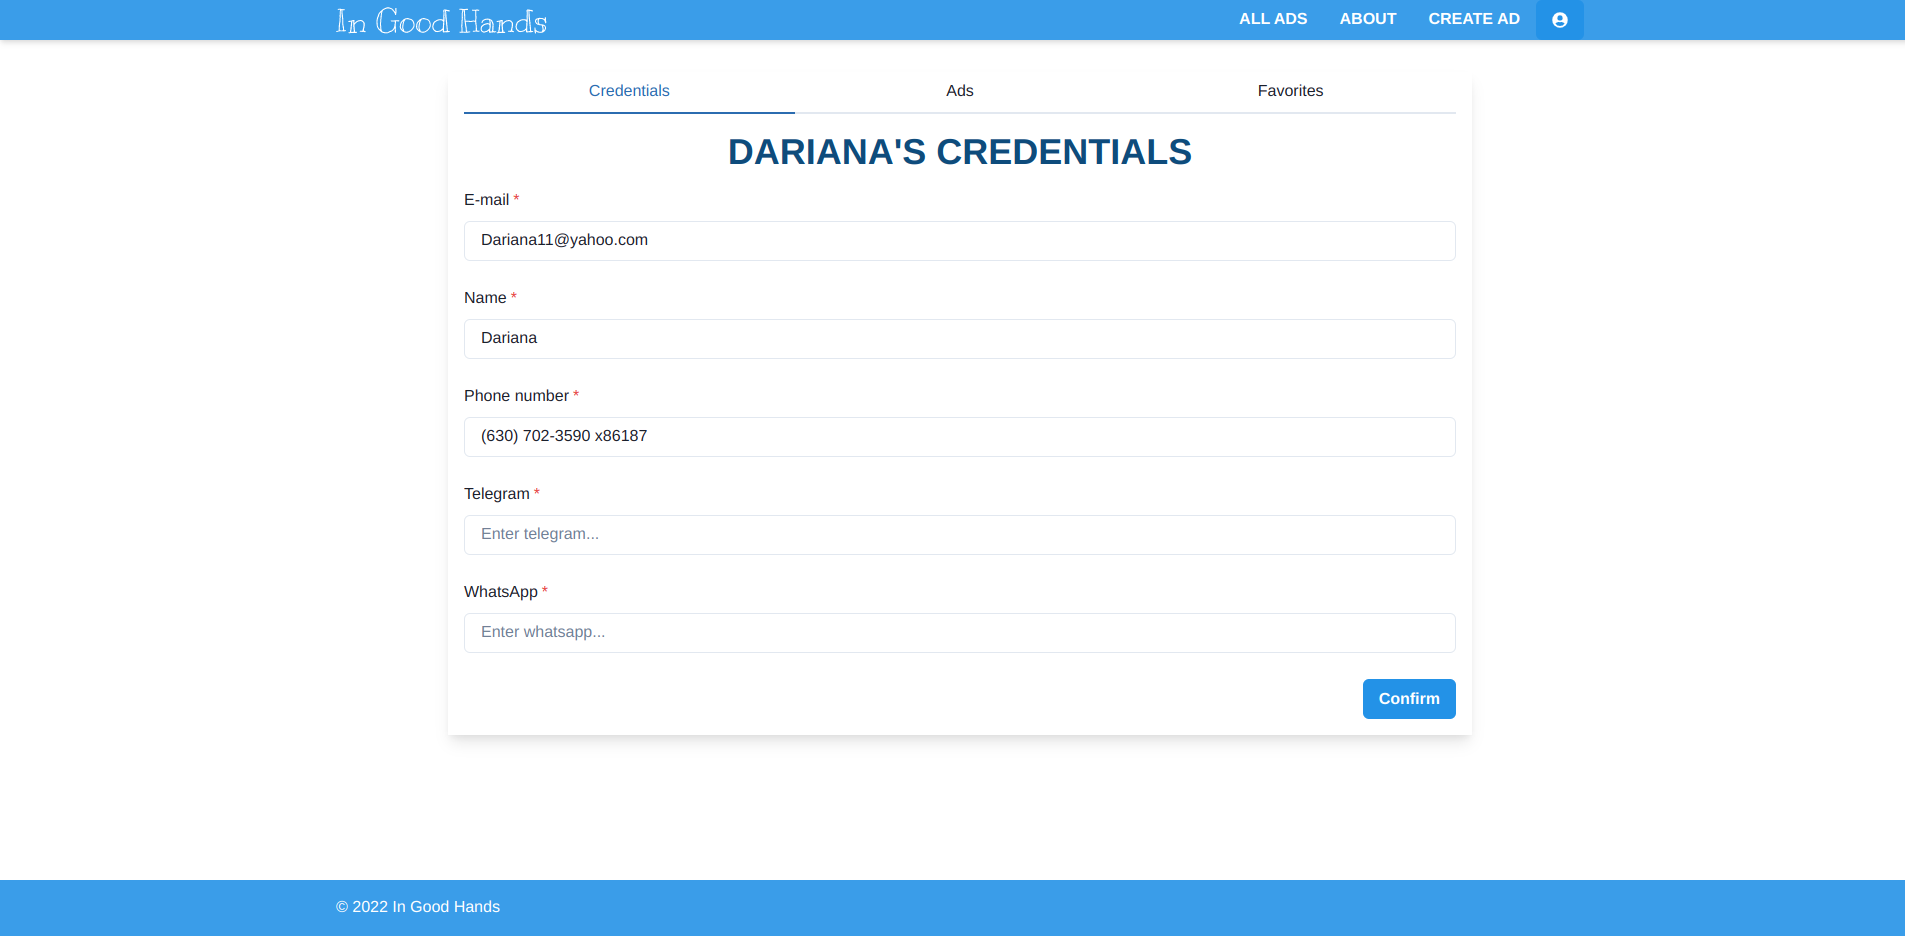 In Good Hands
ALL ADS ABOUT CREATE AD
Credentials Ads Favorites
DARIANA'S CREDENTIALS
E-mail *
Dariana11@yahoo.com
Name *
Dariana
Phone number *
(630) 702-3590 x86187
Telegram *
Enter telegram...
WhatsApp *
Enter whatsapp...
Confirm
© 2022 In Good Hands